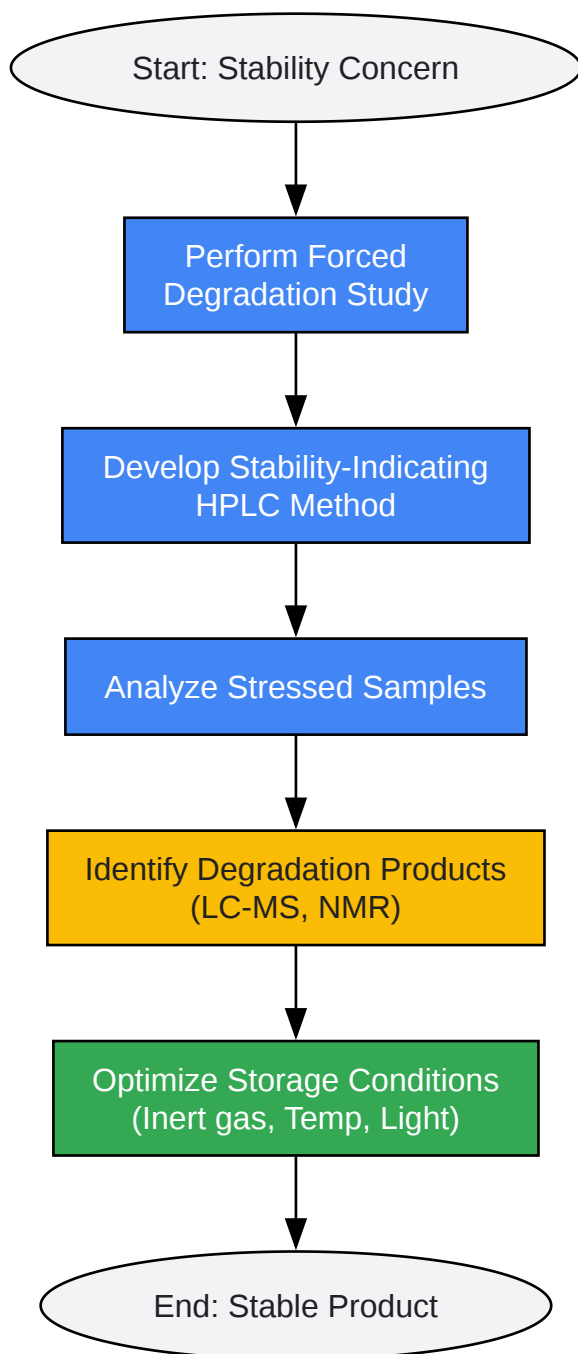 Start: Stability Concern
Perform Forced
Degradation Study
Develop Stability-Indicating
HPLC Method
Analyze Stressed Samples
Identify Degradation Products
(LC-MS, NMR)
Optimize Storage Conditions
(Inert gas, Temp, Light)
End: Stable Product